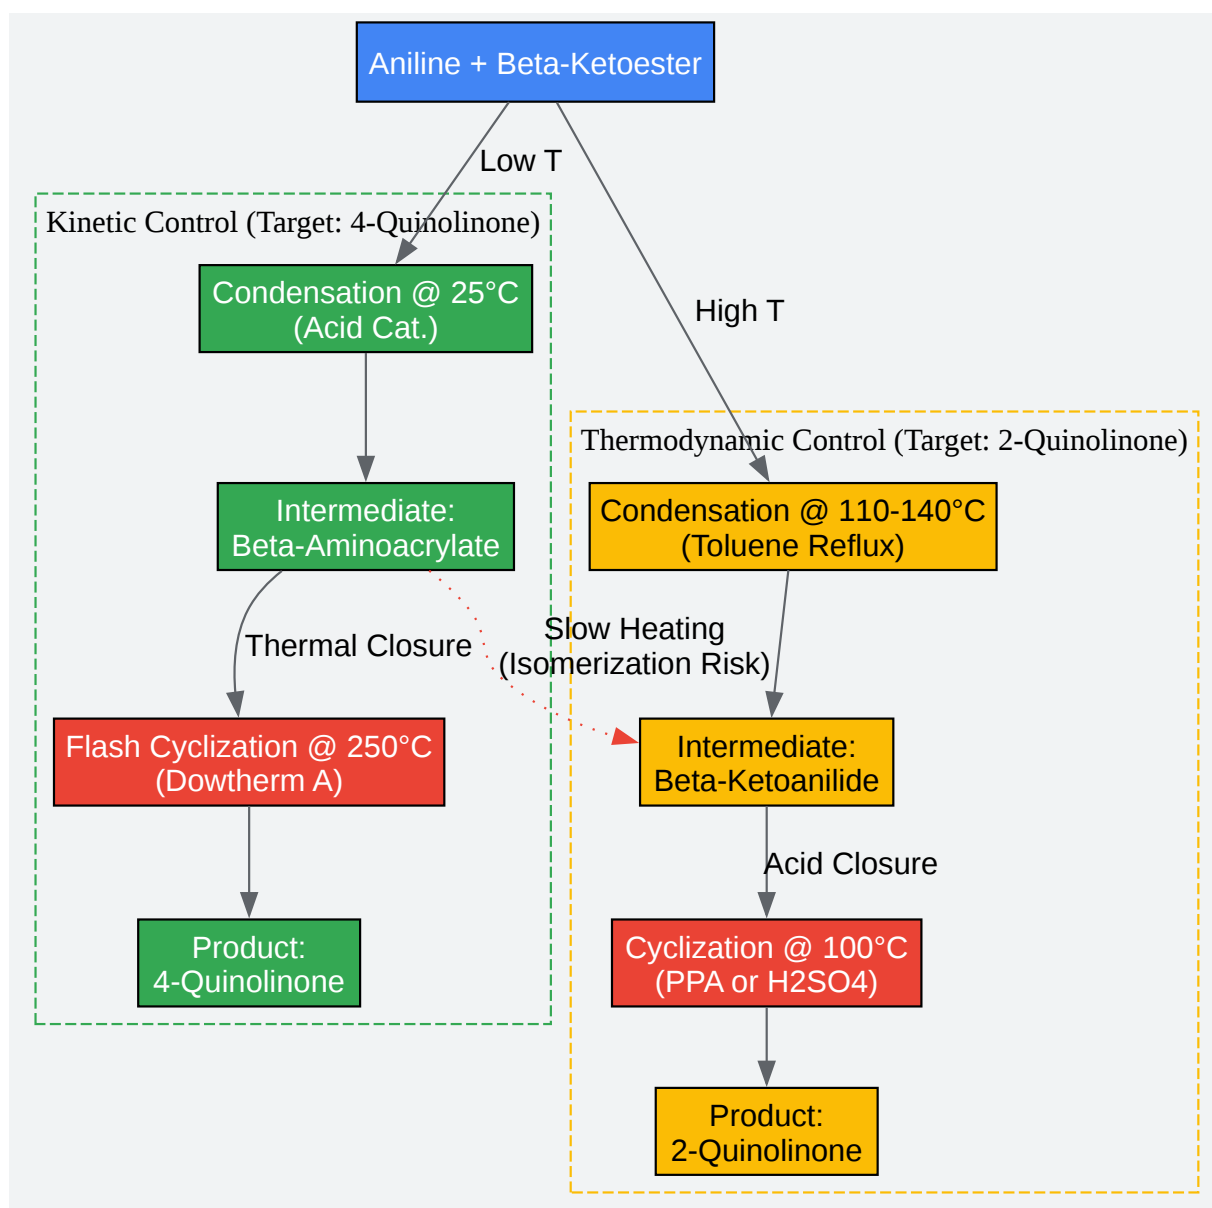 Aniline + Beta-Ketoester
Low T
Kinetic Control (Target: 4-Quinolinone)
Condensation @ 25°C
(Acid Cat.)
High T
Thermodynamic Control (Target: 2-Quinolinone)
Intermediate:
Beta-Aminoacrylate
Condensation @ 110-140°C
(Toluene Reflux)
Thermal Closure
Slow Heating
(Isomerization Risk)
Flash Cyclization @ 250°C
(Dowtherm A)
Intermediate:
Beta-Ketoanilide
Acid Closure
Product:
4-Quinolinone
Cyclization @ 100°C
(PPA or H2SO4)
Product:
2-Quinolinone